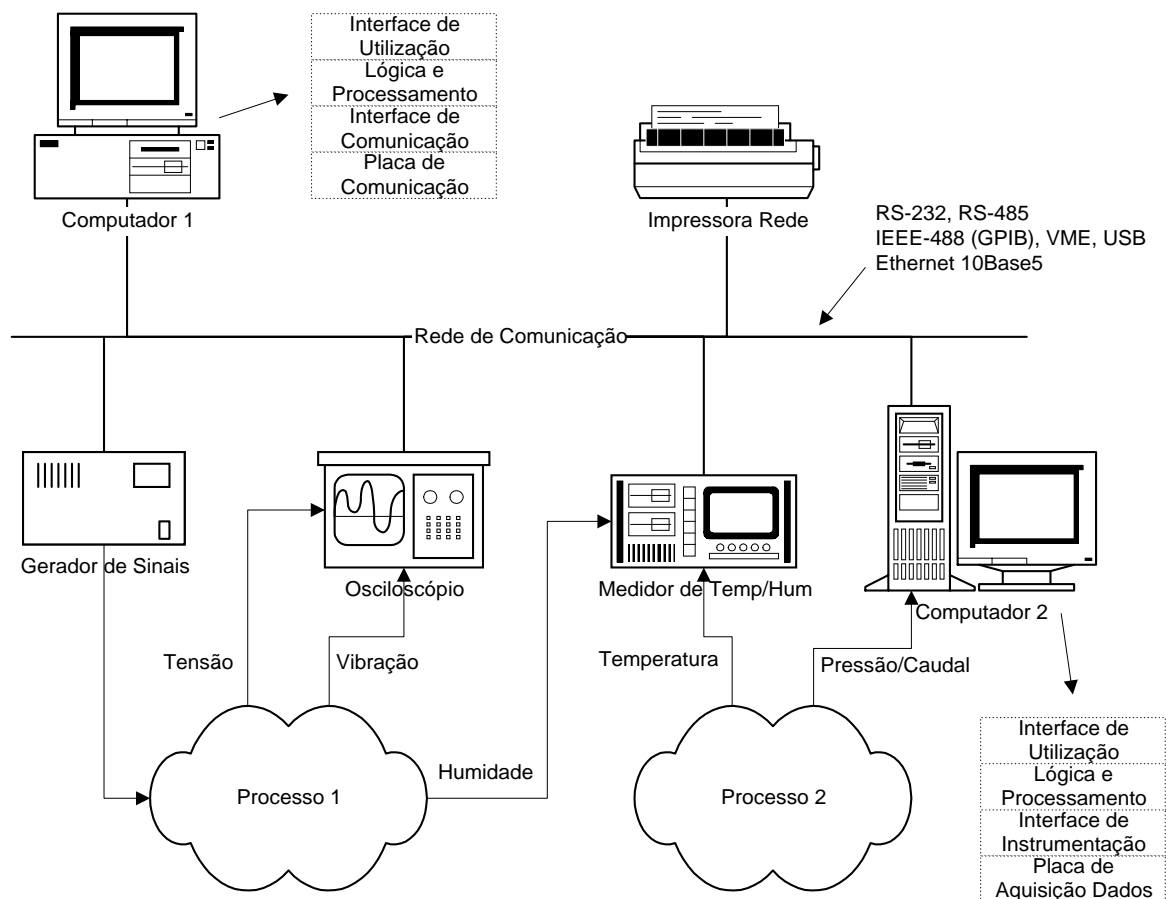 Interface de
Utilização
Lógica e
Processamento
Interface de
Comunicação
Placa de
Comunicação
Computador 1
Impressora Rede
RS-232, RS-485
IEEE-488 (GPIB), VME, USB
Ethernet 10Base5
Rede de Comunicação
Gerador de Sinais
Osciloscópio
Medidor de Temp/Hum
Computador 2
Tensão
Vibração
Temperatura
Pressão/Caudal
Humidade
Processo 1
Processo 2
Interface de
Utilização
Lógica e
Processamento
Interface de
Instrumentação
Placa de
Aquisição Dados